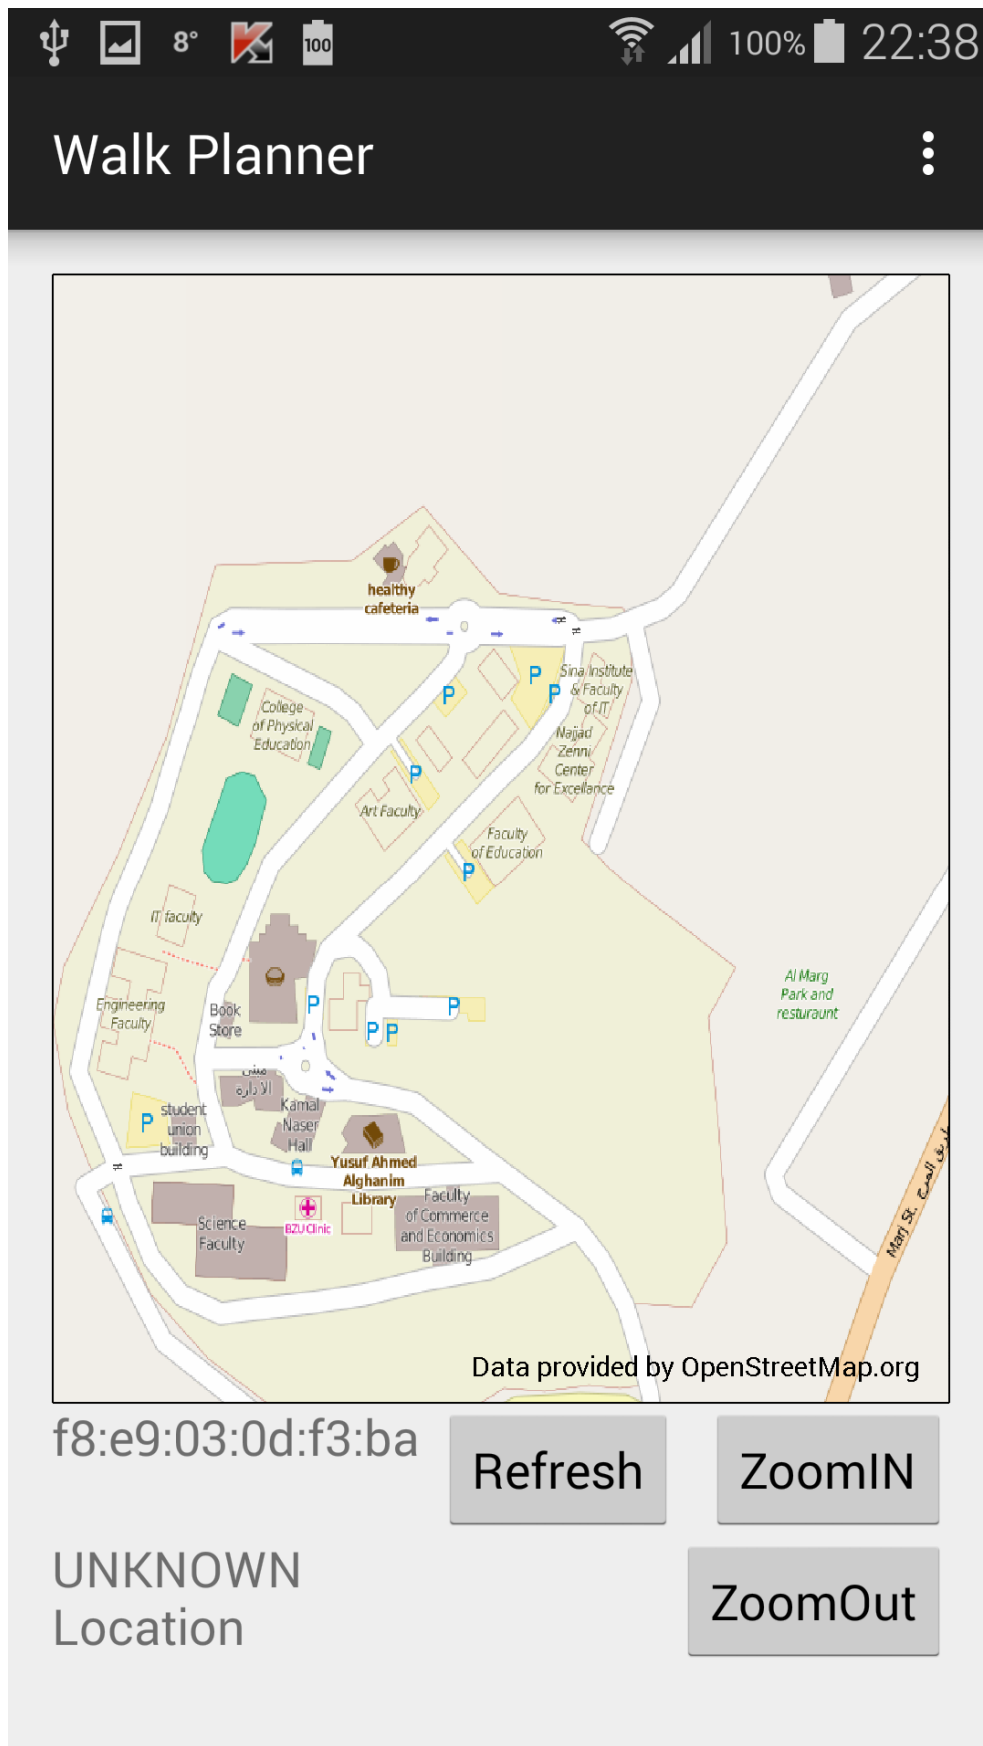 8°
100
100%
22:38
Walk Planner
healthy
cafeteria
P
P
P
Sina Institute
& Faculty
of IT
College
of Physical
Education
Najjad
Zenni
Center
for Excellance
P
Art Faculty
Faculty
of Education
P
IT faculty
Al Marg
Park and
resturaunt
Engineering
Faculty
Book
Store
P
P
P
P
مبنى
الادارة
Kamal
Naser
Hall
P
student
union
building
Yusuf Ahmed
Alghanim
Library
BZU Clinic
Science
Faculty
Faculty
of Commerce
and Economics
Building
Marj St.
طريق المرج
Data provided by OpenStreetMap.org
f8:e9:03:0d:f3:ba
Refresh
ZoomIN
UNKNOWN
Location
ZoomOut